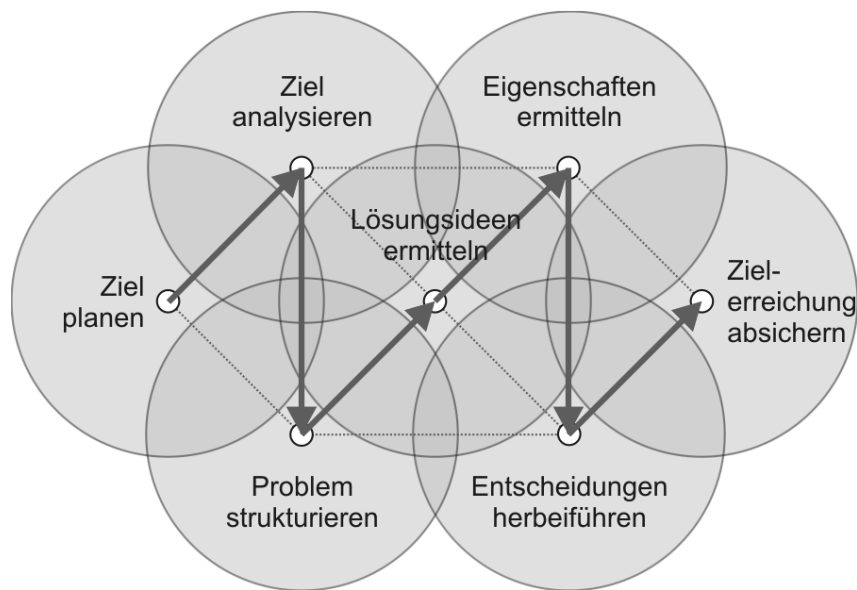 Ziel
analysieren
Eigenschaften
ermitteln
Lösungsideen
ermitteln
Ziel
planen
Ziel-
erreichung
absichern
Problem
strukturieren
Entscheidungen
herbeiführen